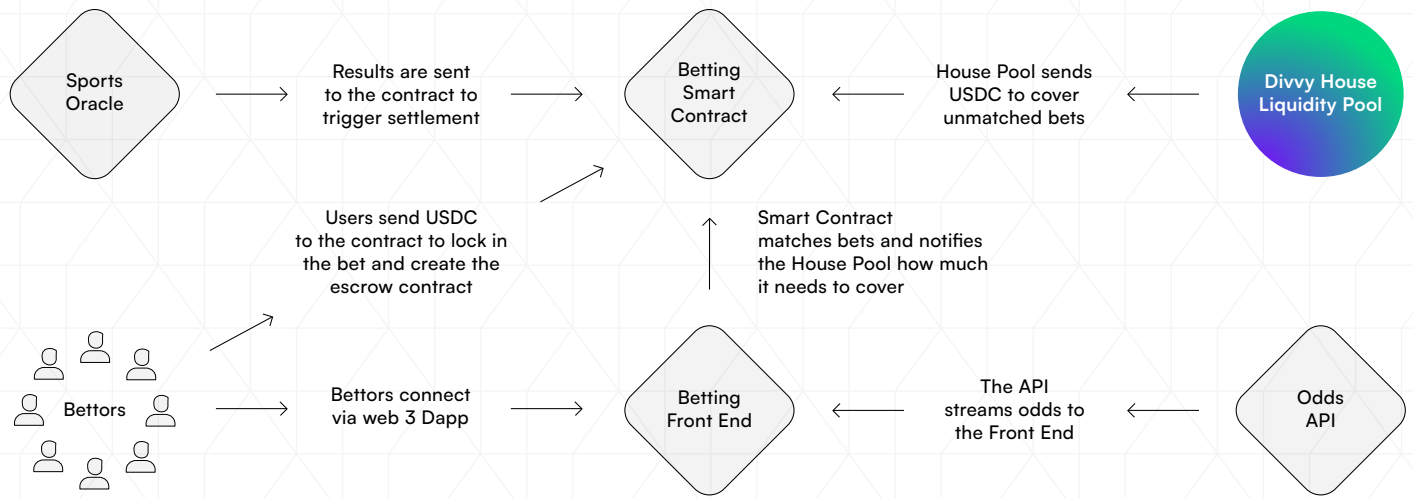 Sports
Oracle
Results are sent
to the contract to
trigger settlement
Betting
Smart
Contract
House Pool sends
USDC to cover
unmatched bets
Divvy House
Liquidity Pool
Users send USDC
to the contract to lock in
the bet and create the
escrow contract
Smart Contract
matches bets and notifies
the House Pool how much
it needs to cover
Bettors
Bettors connect
via web 3 Dapp
Betting
Front End
The API
streams odds to
the Front End
Odds
API